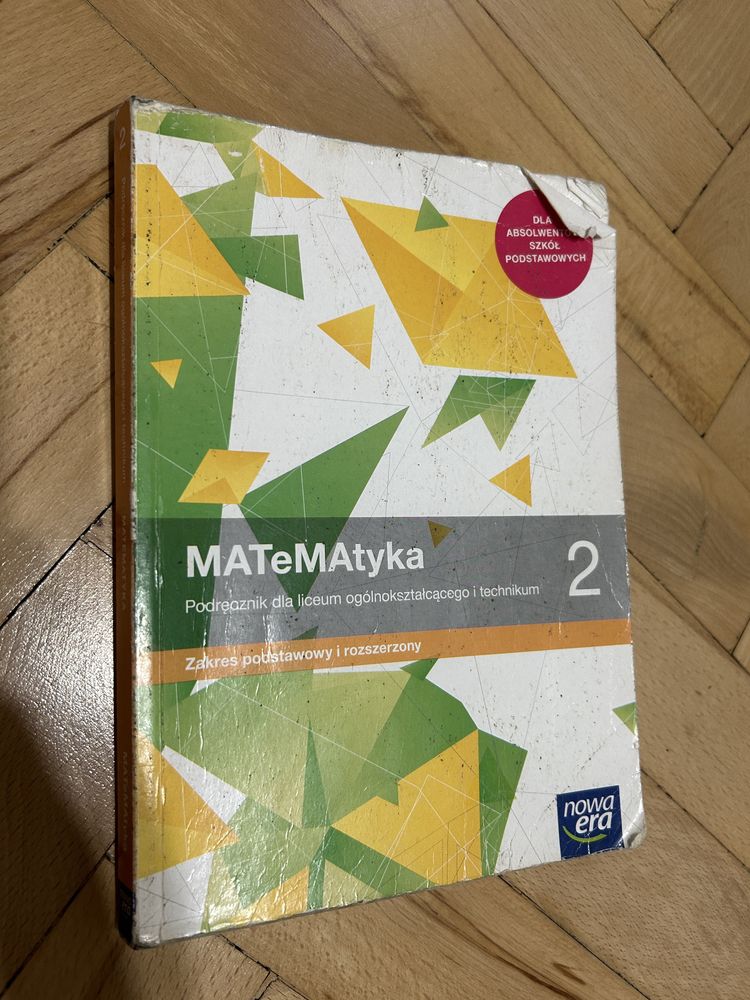 DLA
ABSOLWENTÓW
SZKÓŁ
PODSTAWOWYCH
MATeMAtyka
2
Podręcznik dla liceum ogólnokształcącego i technikum
Zakres podstawowy i rozszerzony
nowa
era
2